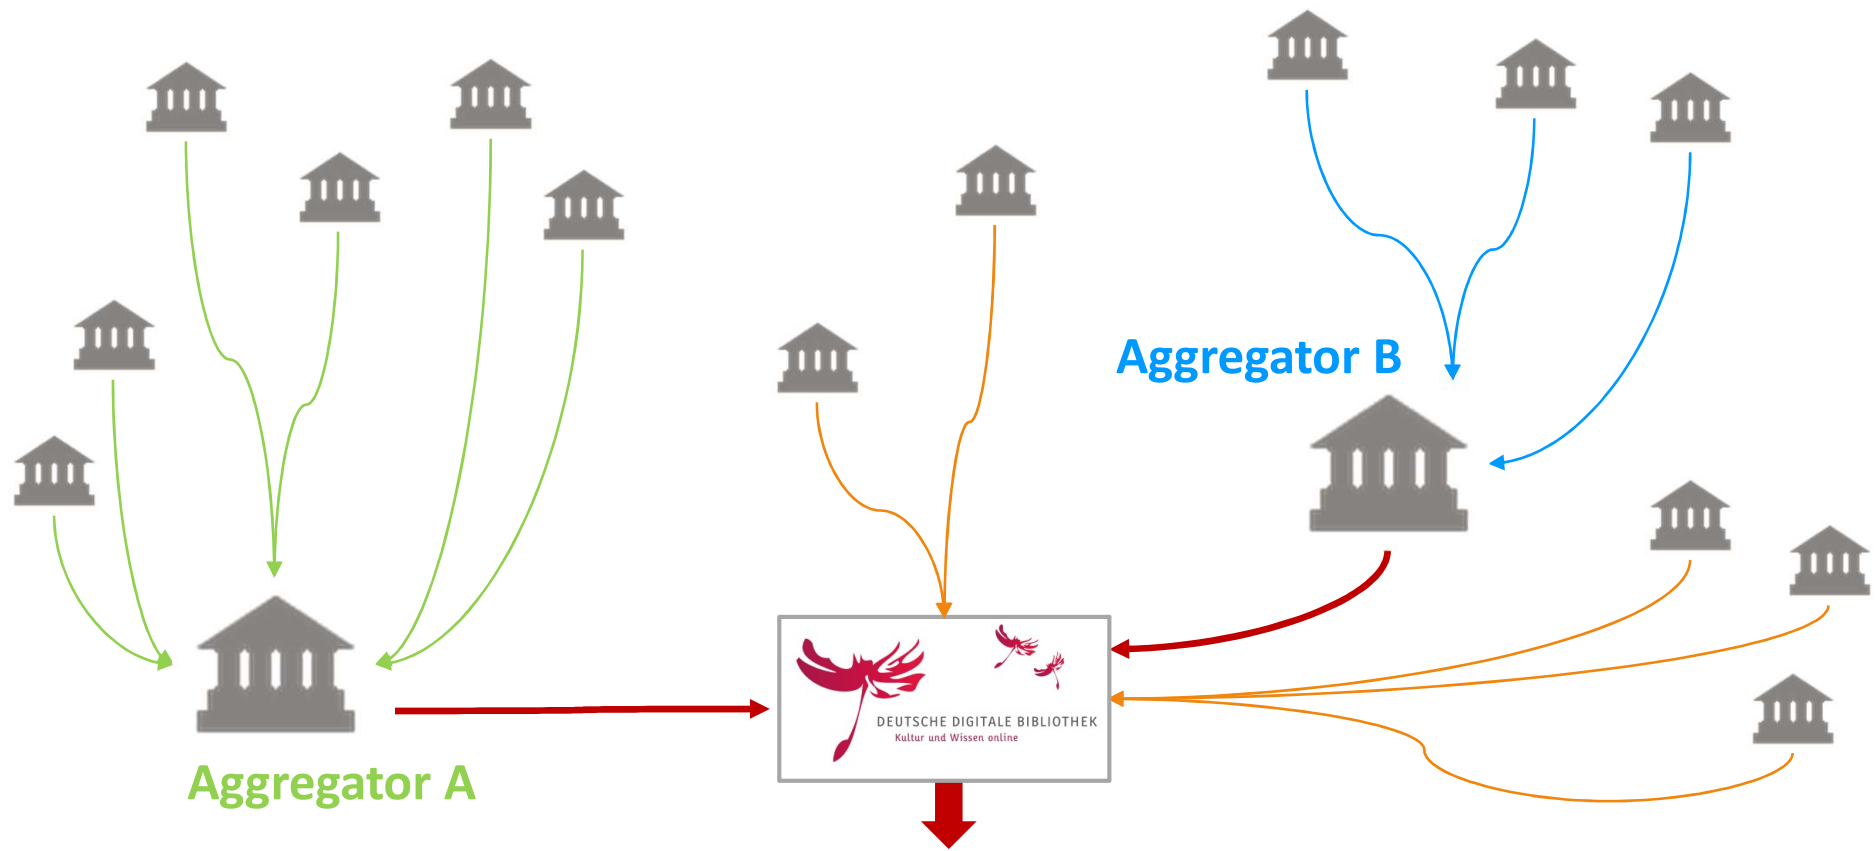 Aggregator B
DEUTSCHE DIGITALE BIBLIOTHEK
Kultur und Wissen online
Aggregator A